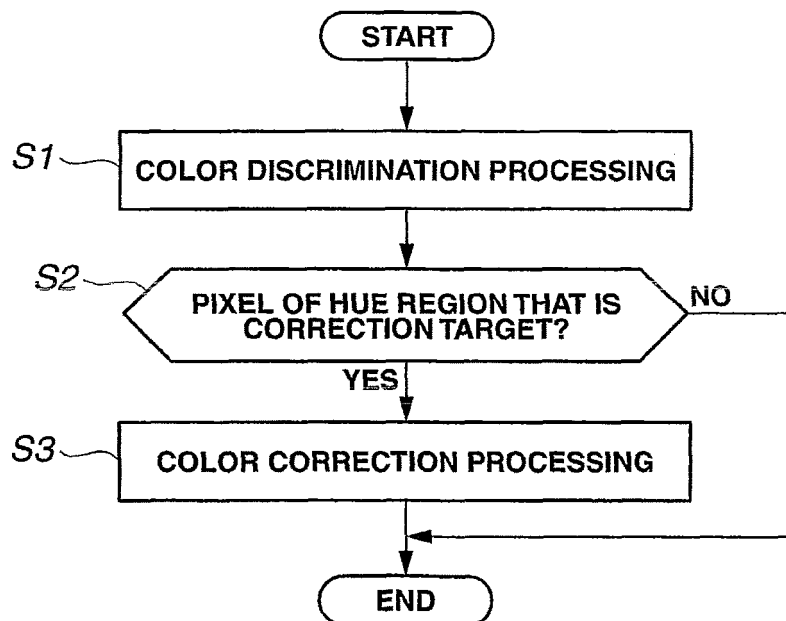 START
S1
COLOR DISCRIMINATION PROCESSING
S2
PIXEL OF HUE REGION THAT IS
CORRECTION TARGET?
NO
YES
S3
COLOR CORRECTION PROCESSING
END